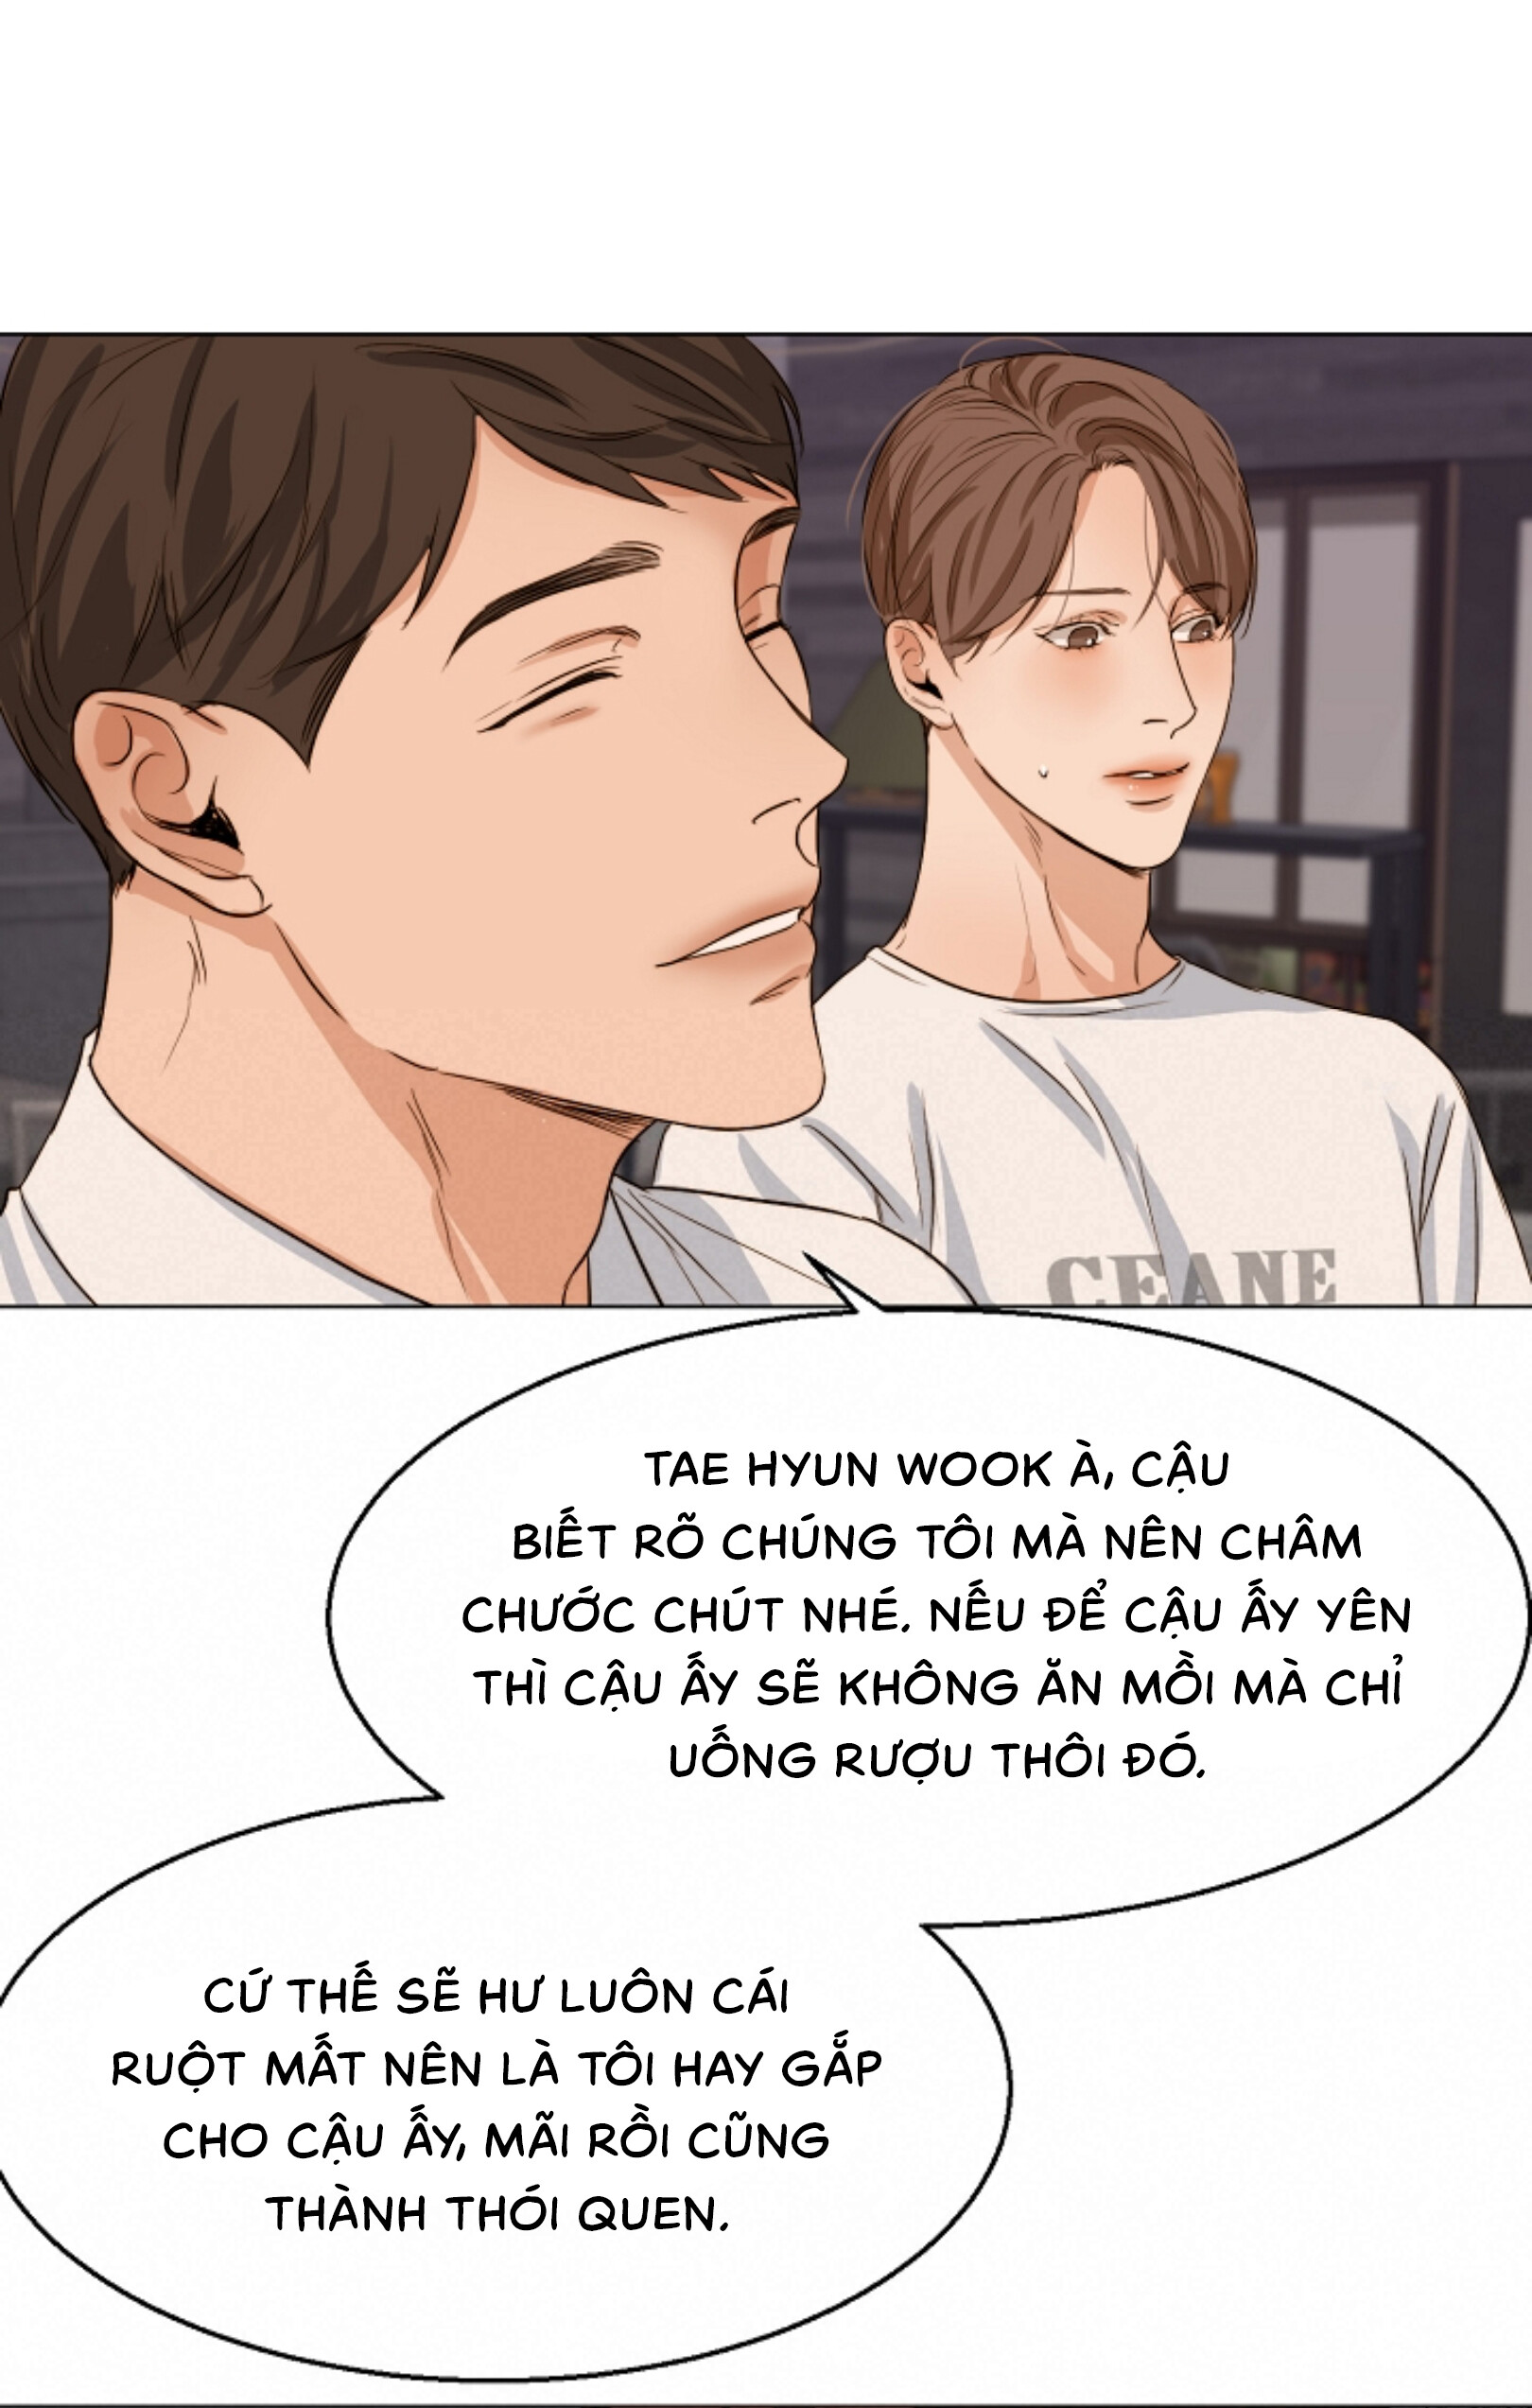 CEANE
TAE HYUN WOOK À, CẬU
BIẾT RÕ CHÚNG TÔI MÀ NÊN CHÂM
CHƯỚC CHÚT NHÉ. NẾU ĐỂ CẬU ẤY YÊN
THÌ CẬU ẤY SẼ KHÔNG ĂN MỒI MÀ CHỈ
UỐNG RƯỢU THÔI ĐÓ.
CỨ THẾ SẼ HƯ LUÔN CÁI
RUỘT MẤT NÊN LÀ TÔI HAY GẮP
CHO CẬU ẤY, MÃI RỒI CŨNG
THÀNH THÓI QUEN.